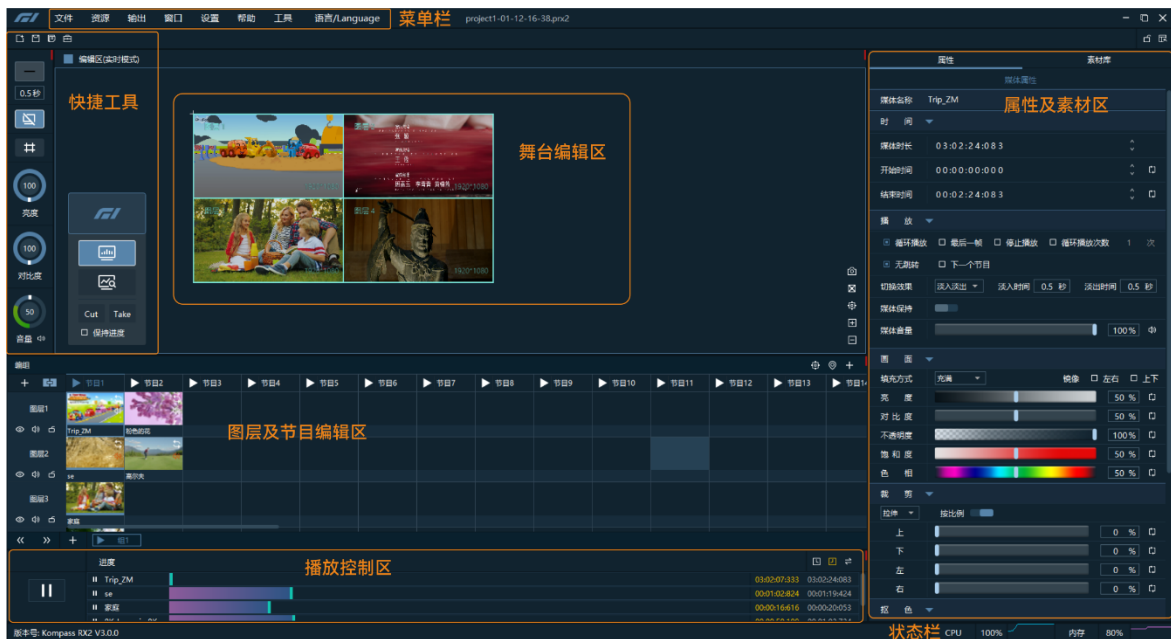 文件 资源 输出 窗口 设置 帮助 工具 语言/Language 菜单栏 project1-01-12-16-38.prx2
编辑区(实时模式)
0.5秒
快捷工具
100
亮度
100
对比度
50
音量
Cut Take
保持进度
舞台编辑区
图层 4
1920*1080
1920*1080
属性 素材库
媒体属性
属性及素材区
媒体名称 Trip_ZM
时 间
媒体时长 03:02:24:083
开始时间 00:00:00:000
结束时间 00:02:24:083
播 放
循环播放 最后一帧 停止播放 循环播放次数 1 次
无跳转 下一个节目
切换效果 淡入淡出 淡入时间 0.5 秒 淡出时间 0.5 秒
媒体保持
媒体音量 100%
画 面
填充方式 充满 镜像 左右 上下
亮 度 50 %
对 比 度 50 %
不透明度 100%
饱 和 度 50 %
色 相 50 %
裁 剪
拉伸 按比例
上 0 %
下 0 %
左 0 %
右 0 %
抠 色
编组
节目1 节目2 节目3 节目4 节目5 节目6 节目7 节目8 节目9 节目10 节目11 节目12 节目13 节目14
图层1
Trip_ZM 粉色的花
图层及节目编辑区
图层2
se 高尔夫
图层3
家庭
组1
进度
播放控制区
Trip_ZM 03:02:07:333 03:02:24:083
se 00:01:02:824 00:01:19:424
家庭 00:00:16:616 00:00:20:053
版本号: Kompass RX2 V3.0.0
状态栏 CPU 100% 内存 80%